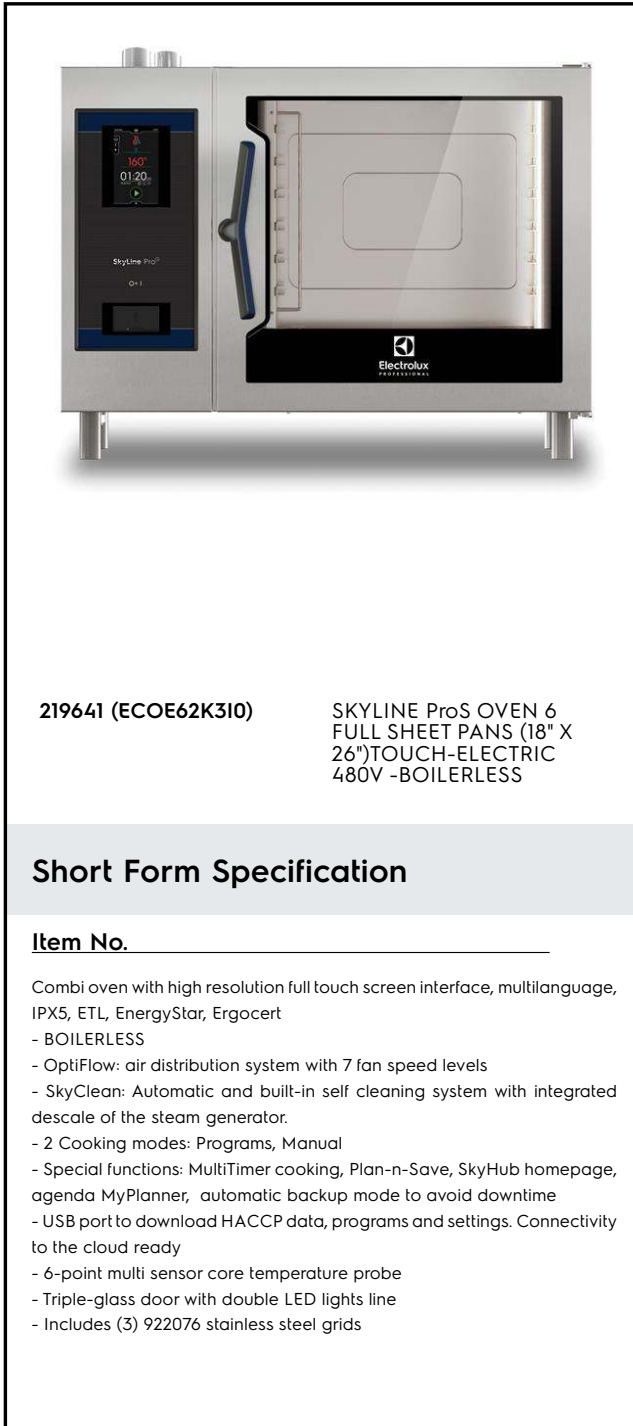 160°
01:20
SkyLine ProS
Electrolux
PROFESSIONAL
219641 (ECOE62K3I0)
SKYLINE ProS OVEN 6
FULL SHEET PANS (18" X
26")TOUCH-ELECTRIC
480V -BOILERLESS
Short Form Specification
Item No.
Combi oven with high resolution full touch screen interface, multilanguage,
IPX5, ETL, EnergyStar, Ergocert
- BOILERLESS
- OptiFlow: air distribution system with 7 fan speed levels
- SkyClean: Automatic and built-in self cleaning system with integrated
descale of the steam generator.
- 2 Cooking modes: Programs, Manual
- Special functions: MultiTimer cooking, Plan-n-Save, SkyHub homepage,
agenda MyPlanner,  automatic backup mode to avoid downtime
- USB port to download HACCP data, programs and settings. Connectivity
to the cloud ready
- 6-point multi sensor core temperature probe
- Triple-glass door with double LED lights line
- Includes (3) 922076 stainless steel grids